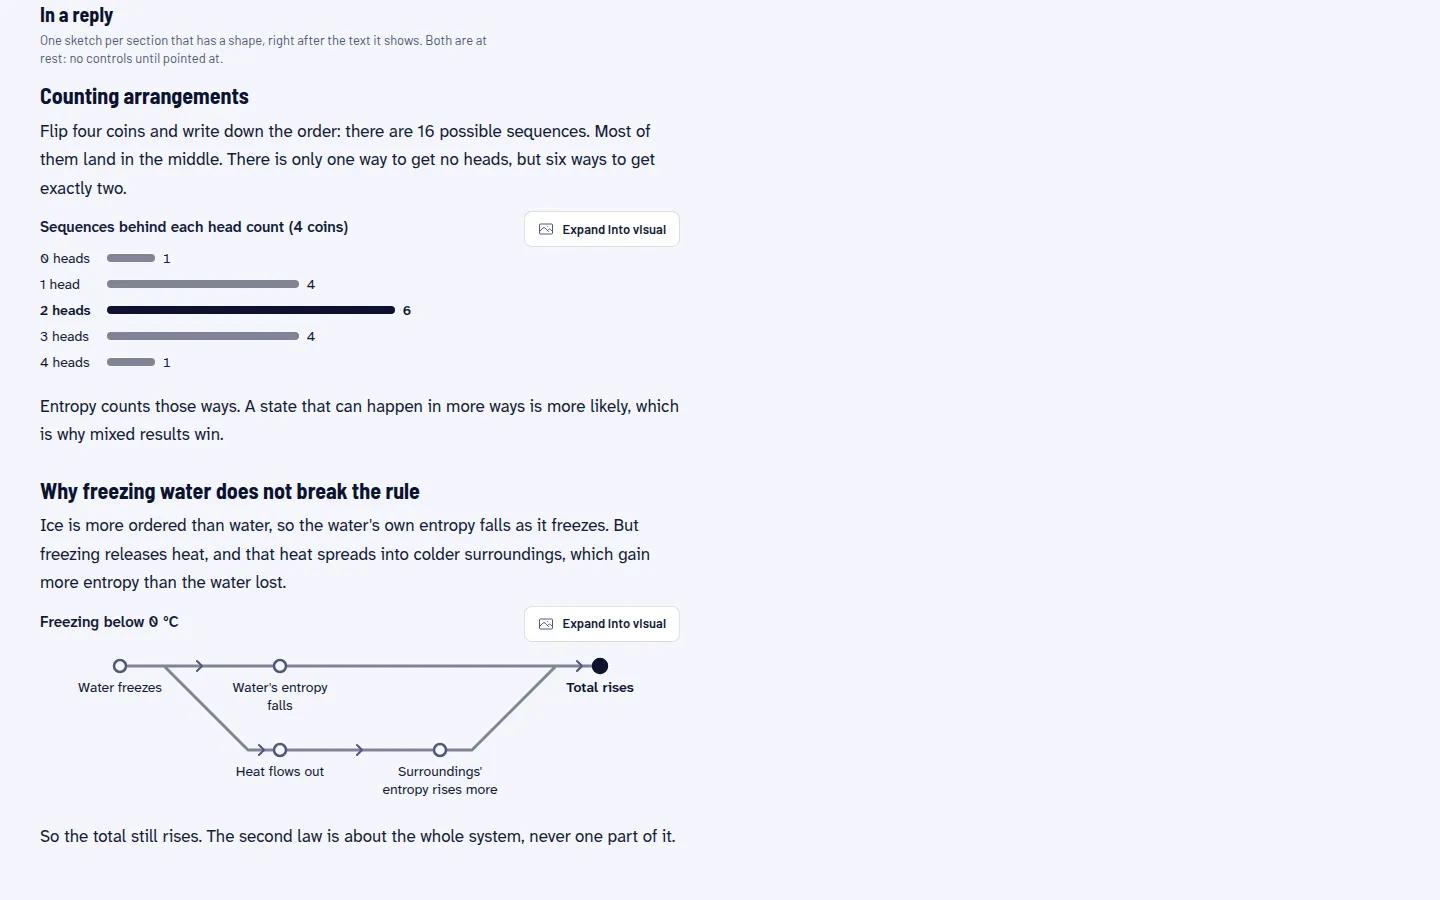 In a reply
One sketch per section that has a shape, right after the text it shows. Both are at
rest: no controls until pointed at.
Counting arrangements
Flip four coins and write down the order: there are 16 possible sequences. Most of
them land in the middle. There is only one way to get no heads, but six ways to get
exactly two.
Sequences behind each head count (4 coins)
Expand into visual
0 heads 1
1 head 4
2 heads 6
3 heads 4
4 heads 1
Entropy counts those ways. A state that can happen in more ways is more likely, which
is why mixed results win.
Why freezing water does not break the rule
Ice is more ordered than water, so the water's own entropy falls as it freezes. But
freezing releases heat, and that heat spreads into colder surroundings, which gain
more entropy than the water lost.
Freezing below 0 °C
Expand into visual
Water freezes
Water's entropy
falls
Total rises
Heat flows out
Surroundings'
entropy rises more
So the total still rises. The second law is about the whole system, never one part of it.